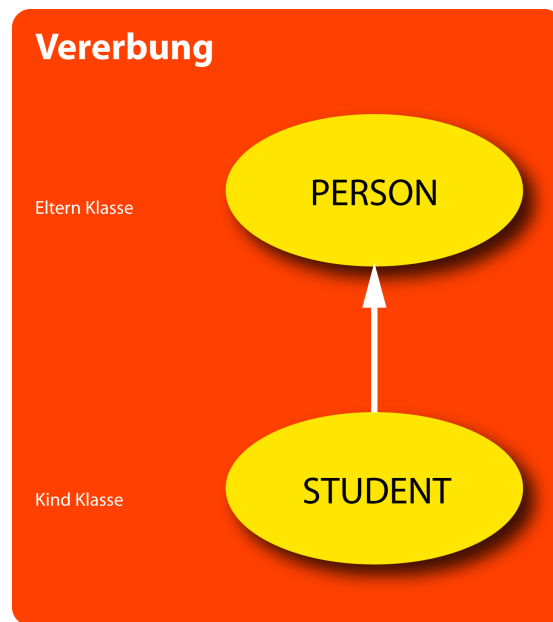 Vererbung
PERSON
Eltern Klasse
STUDENT
Kind Klasse